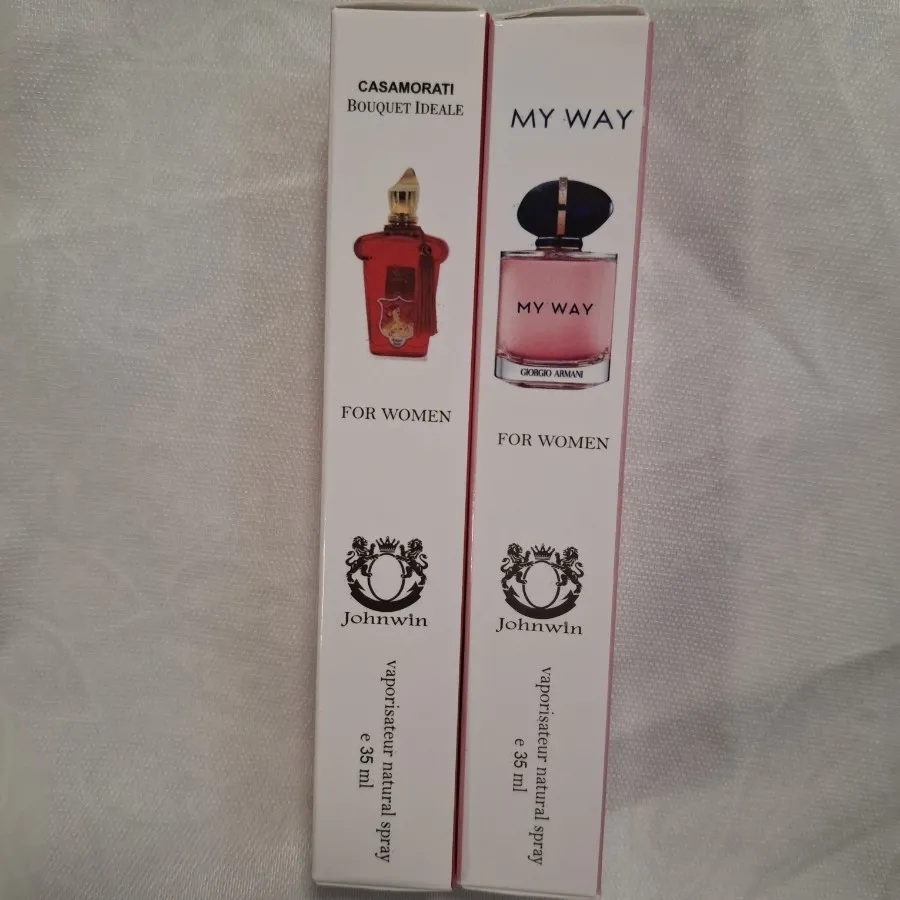 CASAMORATI
BOUQUET IDEALE
FOR WOMEN
Johnwin
vaporisateur natural spray
e 35 ml
MY WAY
MY WAY
GIORGIO ARMANI
FOR WOMEN
Johnwin
vaporisateur natural spray
e 35 ml